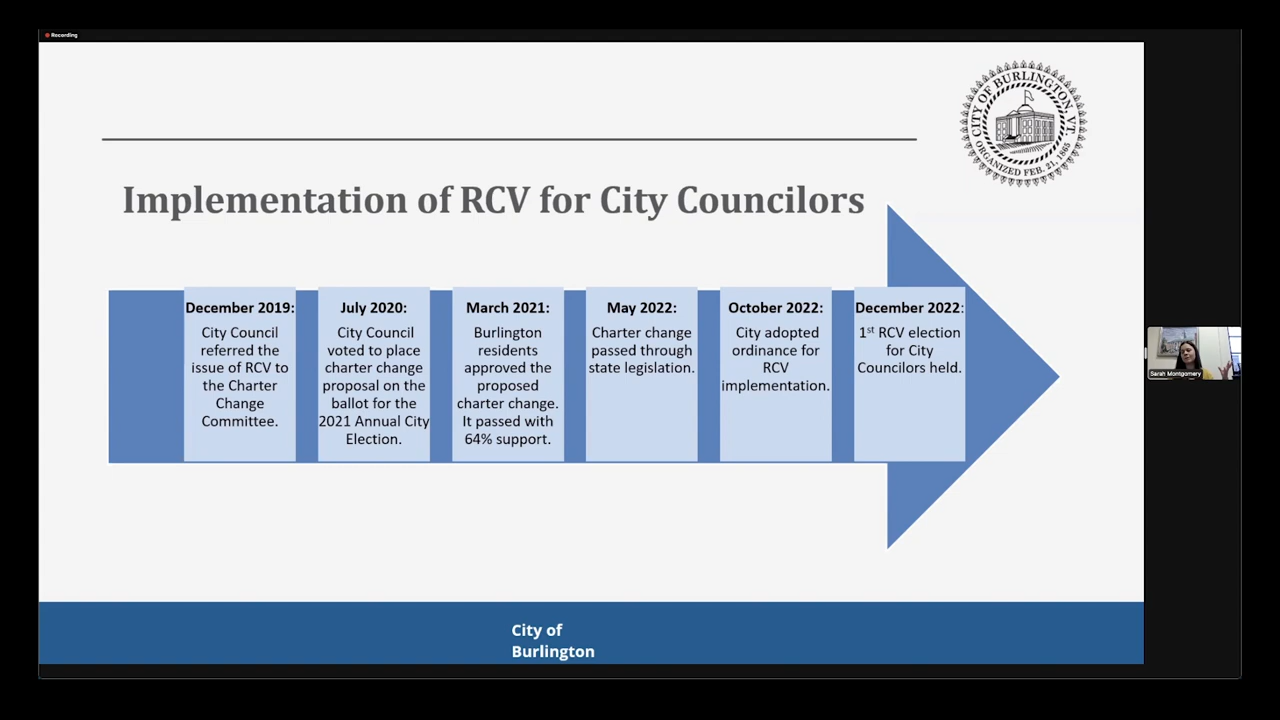 Recording
CITY OF BURLINGTON, VT.
ORGANIZED FEB. 21, 1865
Implementation of RCV for City Councilors
December 2019:
City Council
referred the
issue of RCV to
the Charter
Change
Committee.
July 2020:
City Council
voted to place
charter change
proposal on the
ballot for the
2021 Annual City
Election.
March 2021:
Burlington
residents
approved the
proposed
charter change.
It passed with
64% support.
May 2022:
Charter change
passed through
state legislation.
October 2022:
City adopted
ordinance for
RCV
implementation.
December 2022:
1st RCV election
for City
Councilors held.
Sarah Montgomery
City of
Burlington